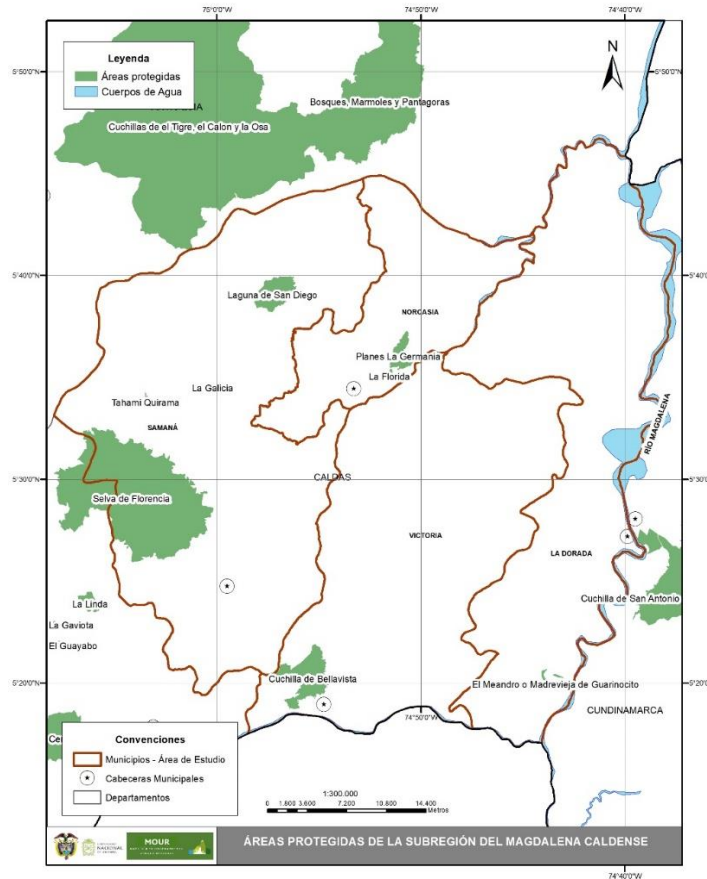 75°0'0"W
74°50'0"W
74°40'0"W
Leyenda
Áreas protegidas
Cuerpos de Agua
N
5°50'0"N
5°50'0"N
Bosques, Marmoles y Pantagoras
Cuchillas de el Tigre, el Calon y la Osa
5°40'0"N
5°40'0"N
Laguna de San Diego
NORCASIA
Planes La Germania
La Florida
La Galicia
Tahami Quirama
SAMANÁ
RÍO MAGDALENA
5°30'0"N
5°30'0"N
CALDAS
Selva de Florencia
VICTORIA
LA DORADA
La Linda
Cuchilla de San Antonio
La Gaviota
El Guayabo
5°20'0"N
5°20'0"N
Cuchilla de Bellavista
El Meandro o Madrevieja de Guarinocito
CUNDINAMARCA
74°50'0"W
Convenciones
Municipios - Área de Estudio
Cabeceras Municipales
Departamentos
1:300.000
0 1.800 3.600 7.200 10.800 14.400
Metros
NACIONAL
MOUR
ÁREAS PROTEGIDAS DE LA SUBREGIÓN DEL MAGDALENA CALDENSE
74°40'0"W